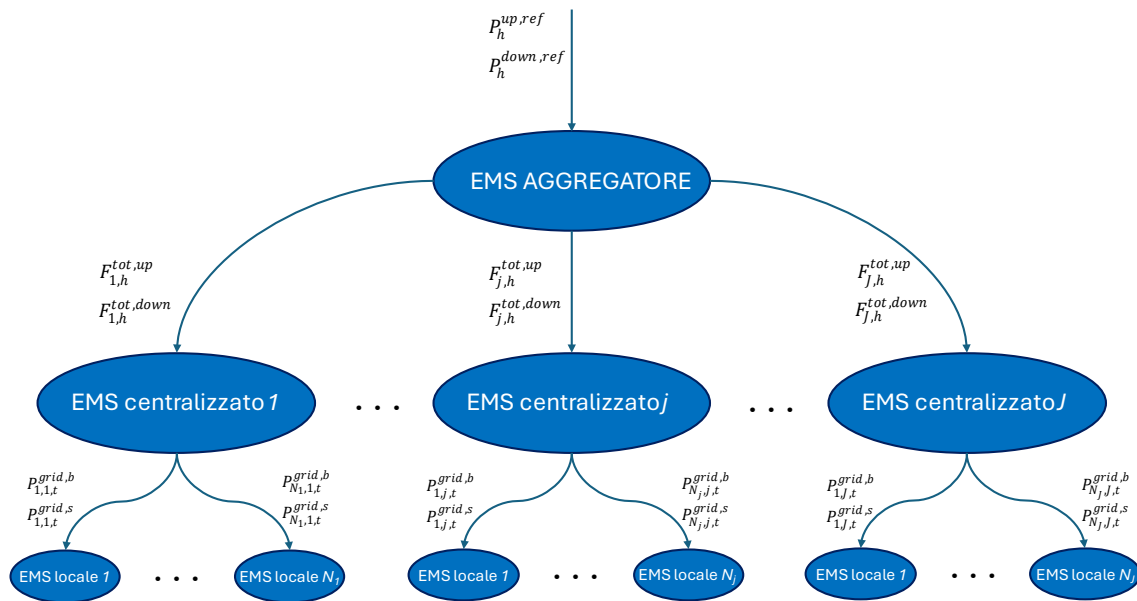 P_h^{up,ref}
P_h^{down,ref}
EMS AGGREGATORE
F_{1,h}^{tot,up}
F_{1,h}^{tot,down}
F_{j,h}^{tot,up}
F_{j,h}^{tot,down}
F_{J,h}^{tot,up}
F_{J,h}^{tot,down}
EMS centralizzato 1
. . .
EMS centralizzato j
. . .
EMS centralizzato J
P_{1,1,t}^{grid,b}
P_{1,1,t}^{grid,s}
P_{N_1,1,t}^{grid,b}
P_{N_1,1,t}^{grid,s}
P_{1,j,t}^{grid,b}
P_{1,j,t}^{grid,s}
P_{N_j,j,t}^{grid,b}
P_{N_j,j,t}^{grid,s}
P_{1,J,t}^{grid,b}
P_{1,J,t}^{grid,s}
P_{N_J,J,t}^{grid,b}
P_{N_J,J,t}^{grid,s}
EMS locale 1
. . .
EMS locale N_1
EMS locale 1
. . .
EMS locale N_j
EMS locale 1
. . .
EMS locale N_J